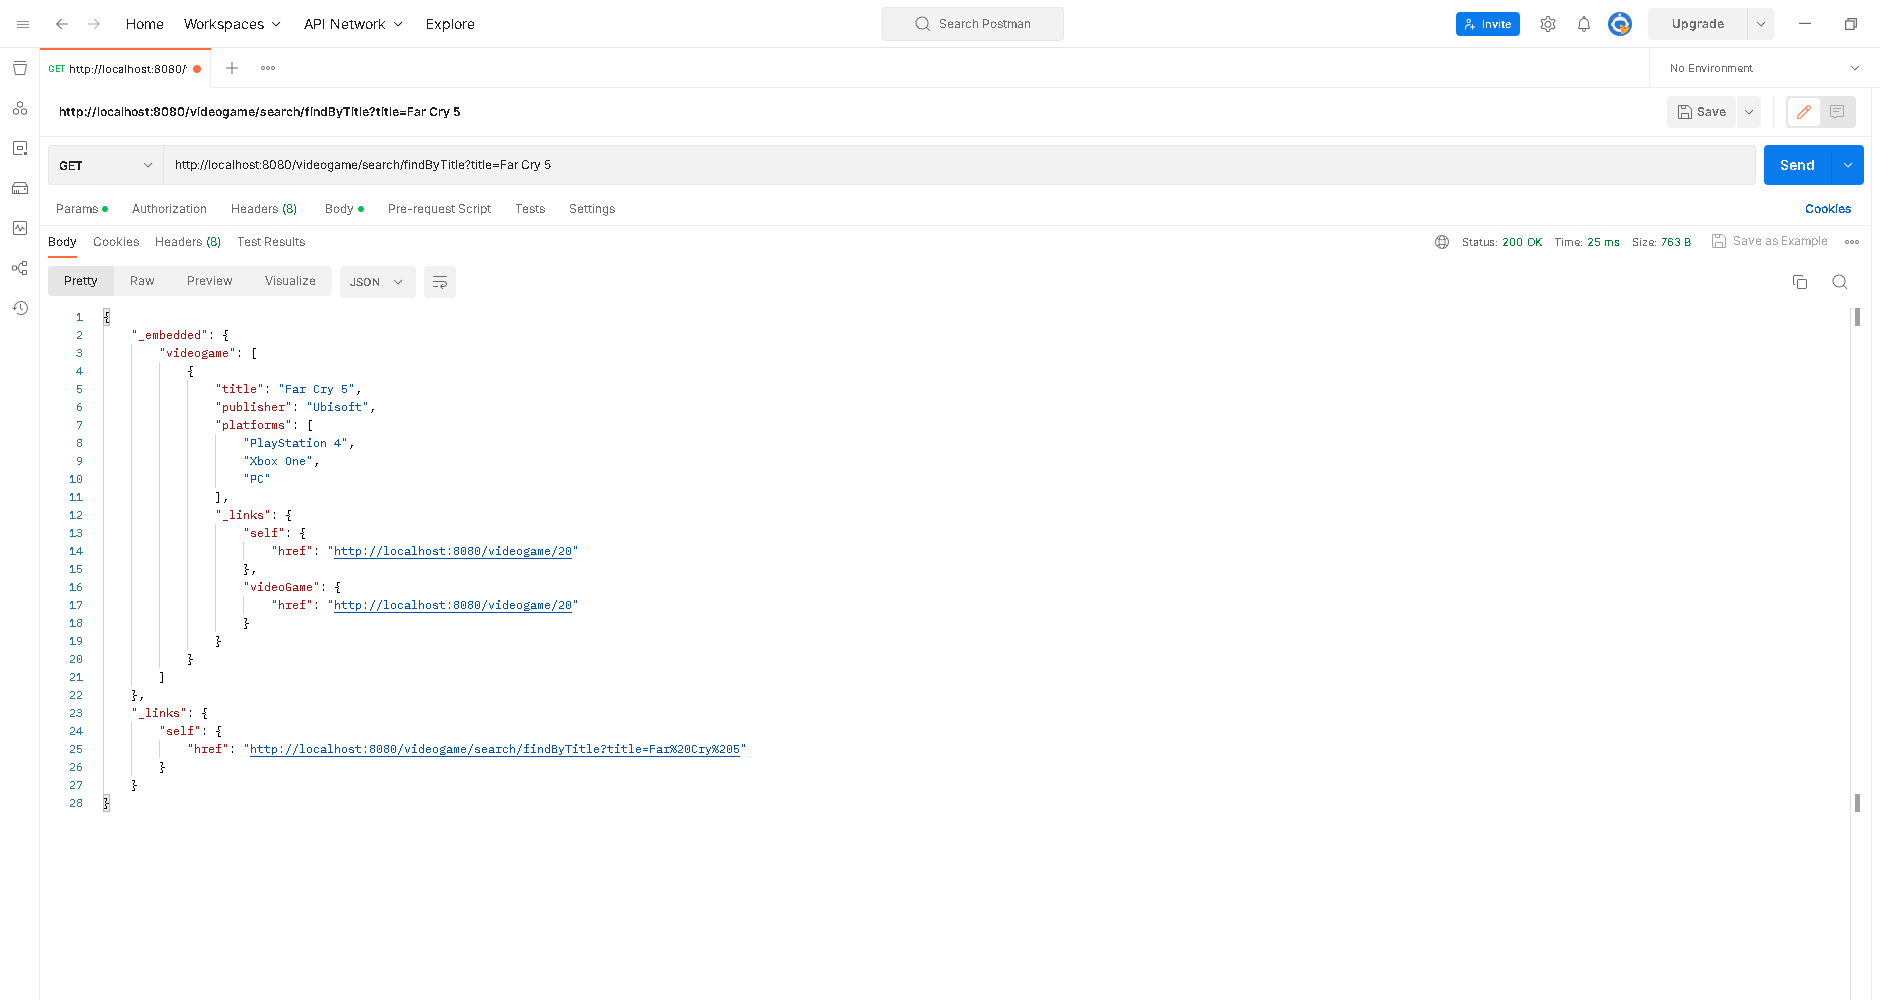 Home Workspaces API Network Explore Search Postman Invite Upgrade
GET http://localhost:8080/ No Environment
http://localhost:8080/videogame/search/findByTitle?title=Far Cry 5 Save
GET http://localhost:8080/videogame/search/findByTitle?title=Far Cry 5 Send
Params Authorization Headers (8) Body Pre-request Script Tests Settings Cookies
Body Cookies Headers (8) Test Results Status: 200 OK Time: 25 ms Size: 763 B Save as Example
Pretty Raw Preview Visualize JSON
1 {
2 "_embedded": {
3 "videogame": [
4 {
5 "title": "Far Cry 5",
6 "publisher": "Ubisoft",
7 "platforms": [
8 "PlayStation 4",
9 "Xbox One",
10 "PC"
11 ],
12 "_links": {
13 "self": {
14 "href": "http://localhost:8080/videogame/20"
15 },
16 "videoGame": {
17 "href": "http://localhost:8080/videogame/20"
18 }
19 }
20 }
21 ]
22 },
23 "_links": {
24 "self": {
25 "href": "http://localhost:8080/videogame/search/findByTitle?title=Far%20Cry%205"
26 }
27 }
28 }